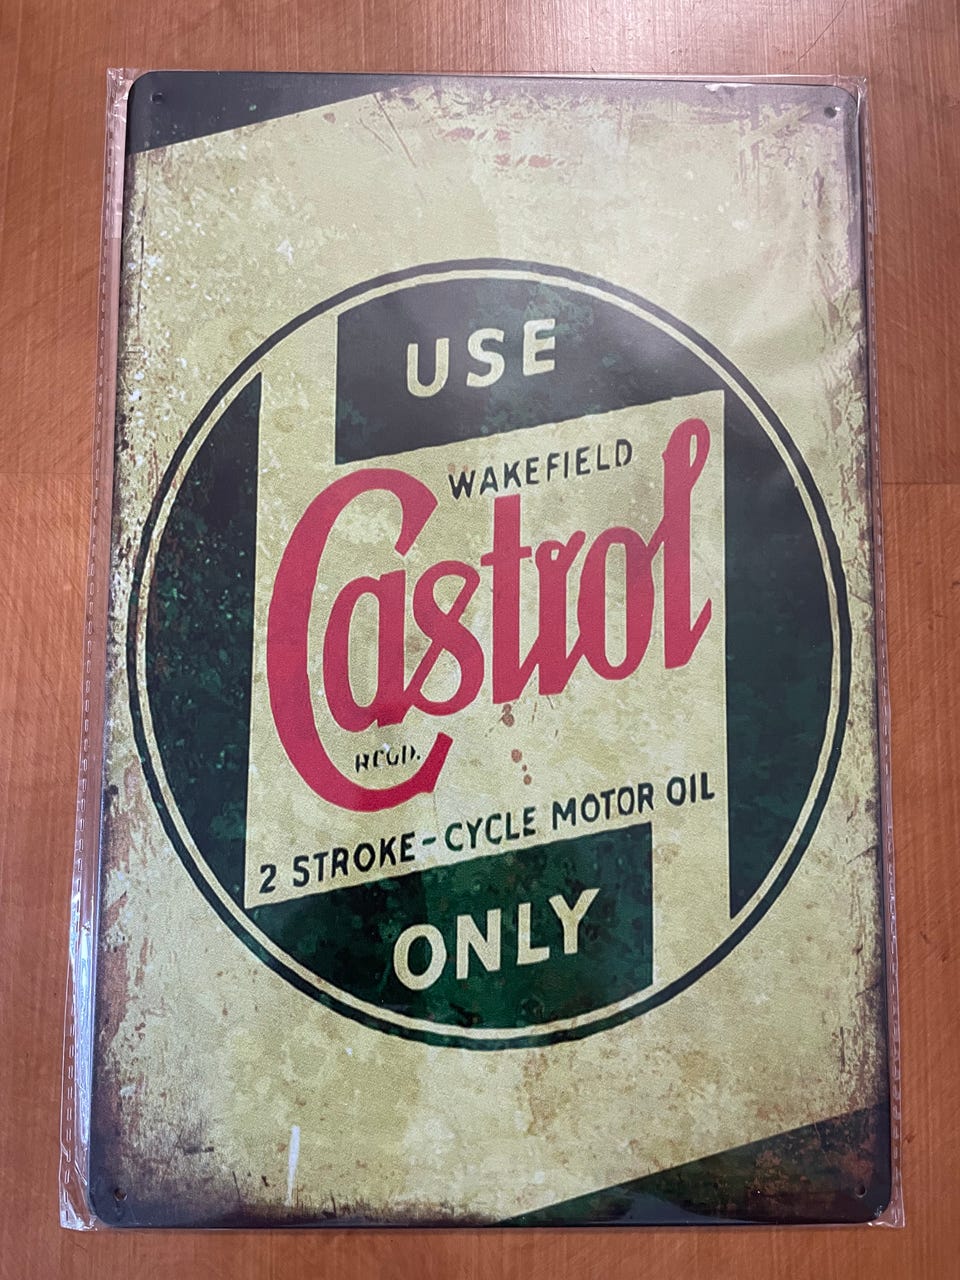 USE
WAKEFIELD
Castrol
REGD.
2 STROKE-CYCLE MOTOR OIL
ONLY